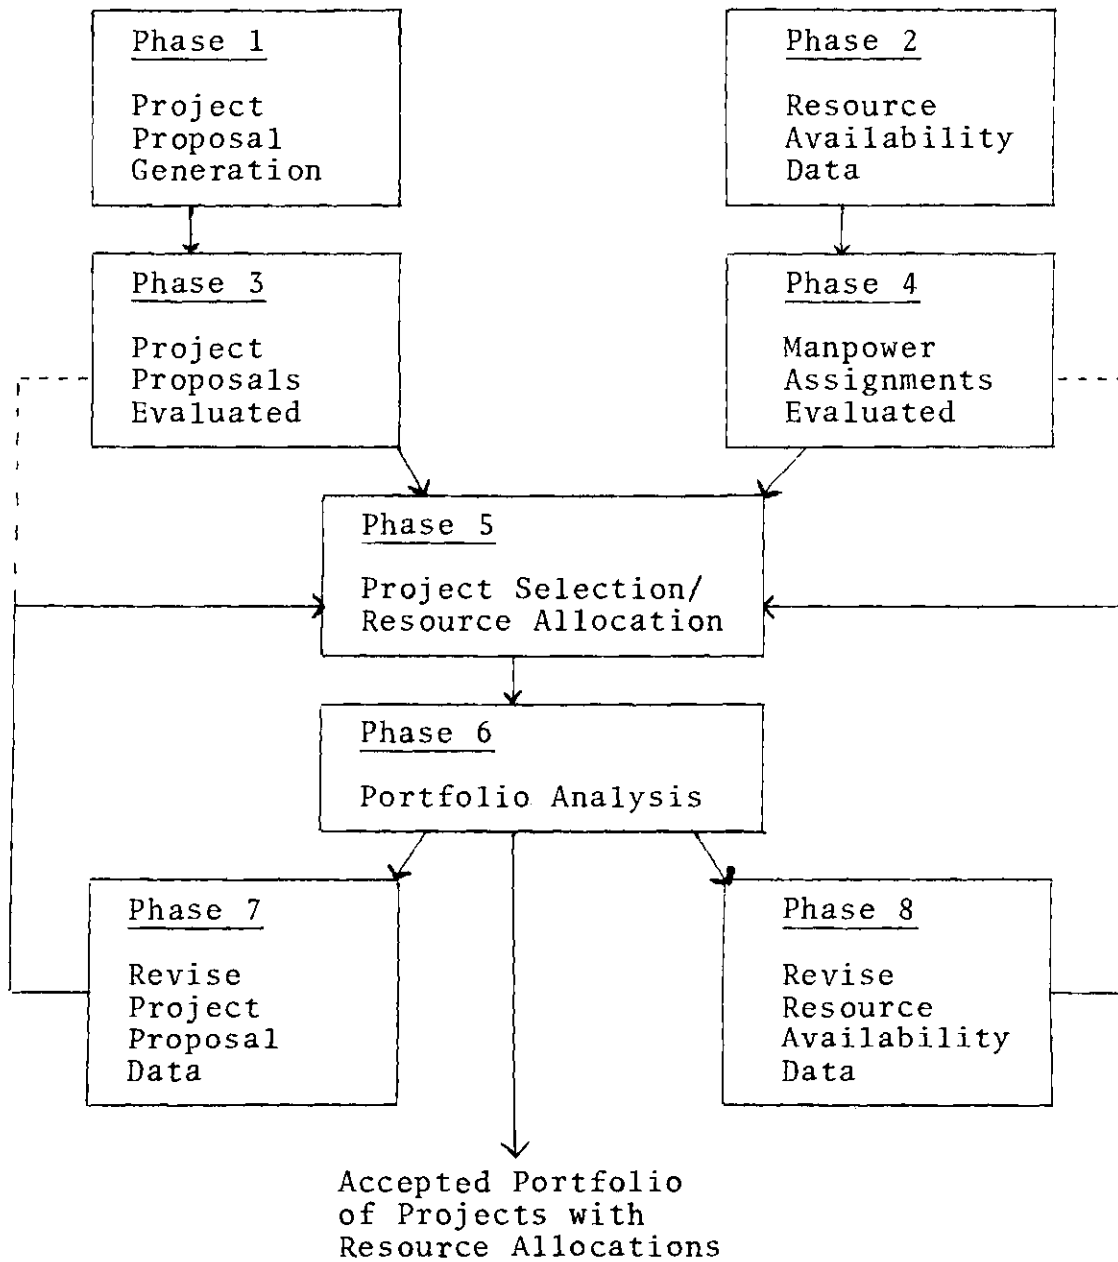 Phase 1
Project
Proposal
Generation
Phase 2
Resource
Availability
Data
Phase 3
Project
Proposals
Evaluated
Phase 4
Manpower
Assignments
Evaluated
Phase 5
Project Selection/
Resource Allocation
Phase 6
Portfolio Analysis
Phase 7
Revise
Project
Proposal
Data
Phase 8
Revise
Resource
Availability
Data
Accepted Portfolio
of Projects with
Resource Allocations